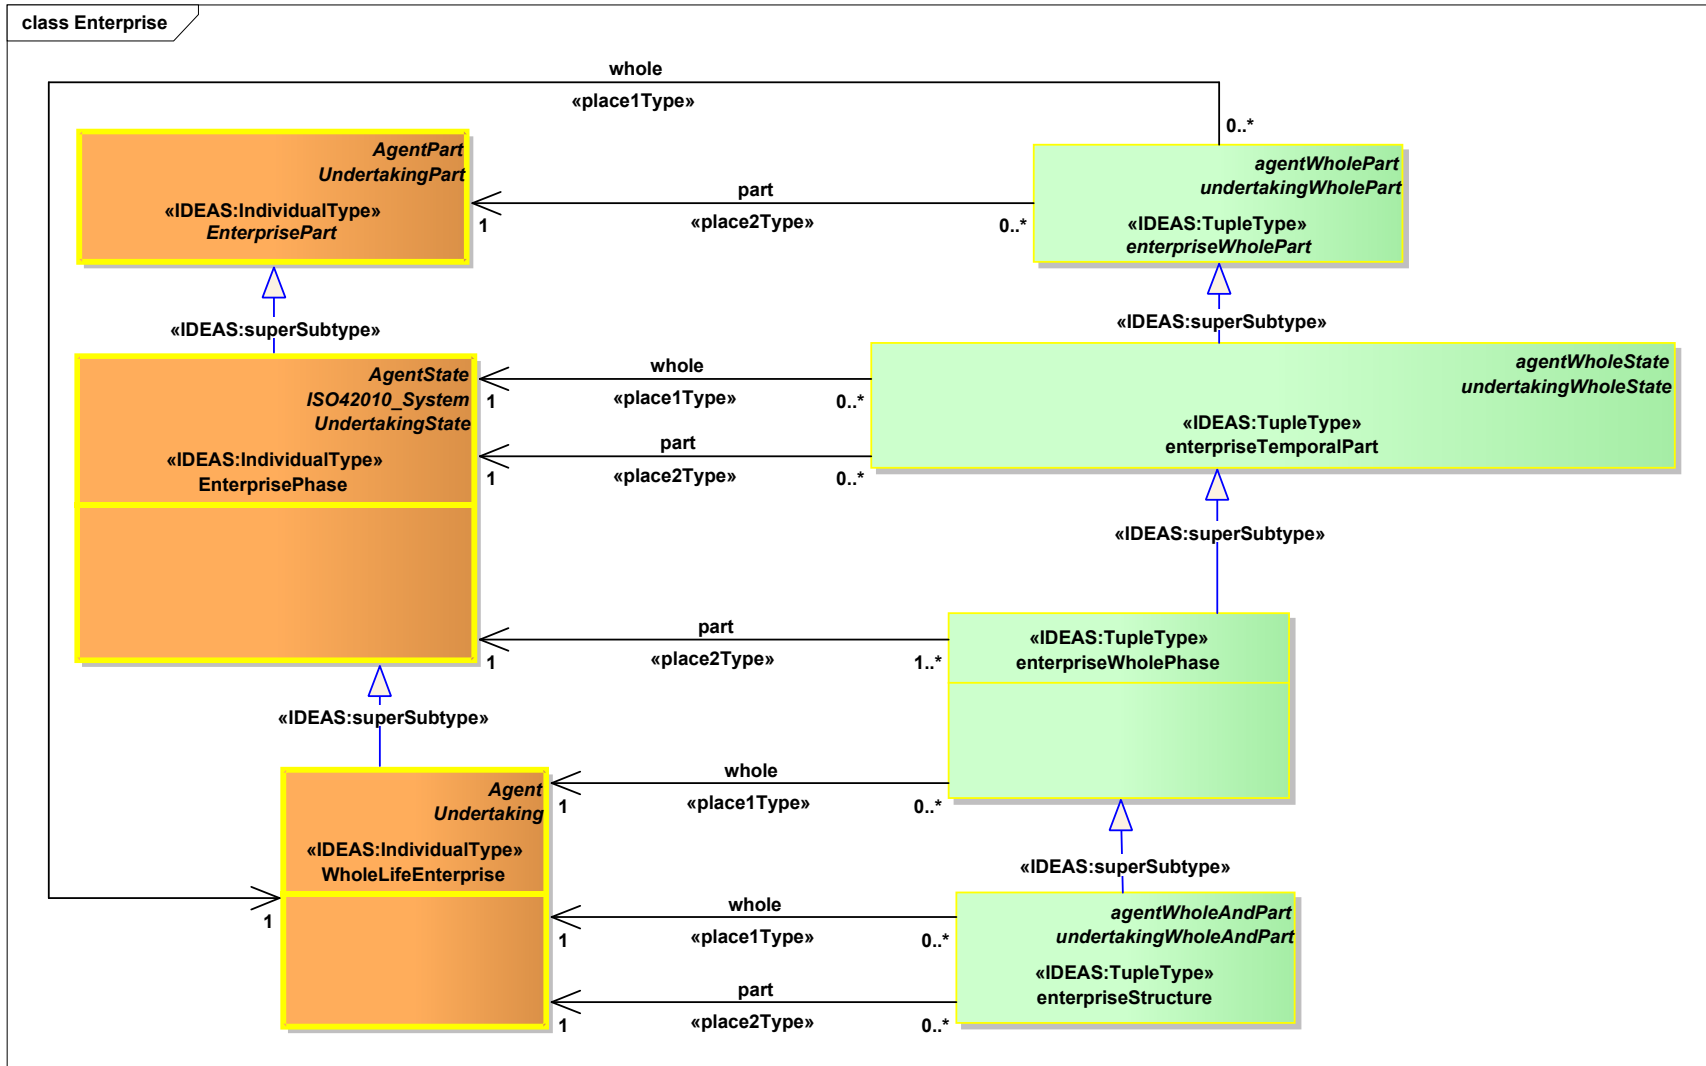 class Enterprise
whole
«place1Type»
0..*
AgentPart
UndertakingPart
«IDEAS:IndividualType»
EnterprisePart
part
«place2Type»
1
0..*
agentWholePart
undertakingWholePart
«IDEAS:TupleType»
enterpriseWholePart
«IDEAS:superSubtype»
«IDEAS:superSubtype»
AgentState
ISO42010_System
UndertakingState
«IDEAS:IndividualType»
EnterprisePhase
whole
«place1Type»
1
0..*
part
«place2Type»
1
0..*
agentWholeState
undertakingWholeState
«IDEAS:TupleType»
enterpriseTemporalPart
«IDEAS:superSubtype»
part
«place2Type»
1
1..*
«IDEAS:TupleType»
enterpriseWholePhase
«IDEAS:superSubtype»
Agent
Undertaking
«IDEAS:IndividualType»
WholeLifeEnterprise
1
whole
«place1Type»
1
0..*
«IDEAS:superSubtype»
whole
«place1Type»
1
0..*
part
«place2Type»
1
0..*
agentWholeAndPart
undertakingWholeAndPart
«IDEAS:TupleType»
enterpriseStructure